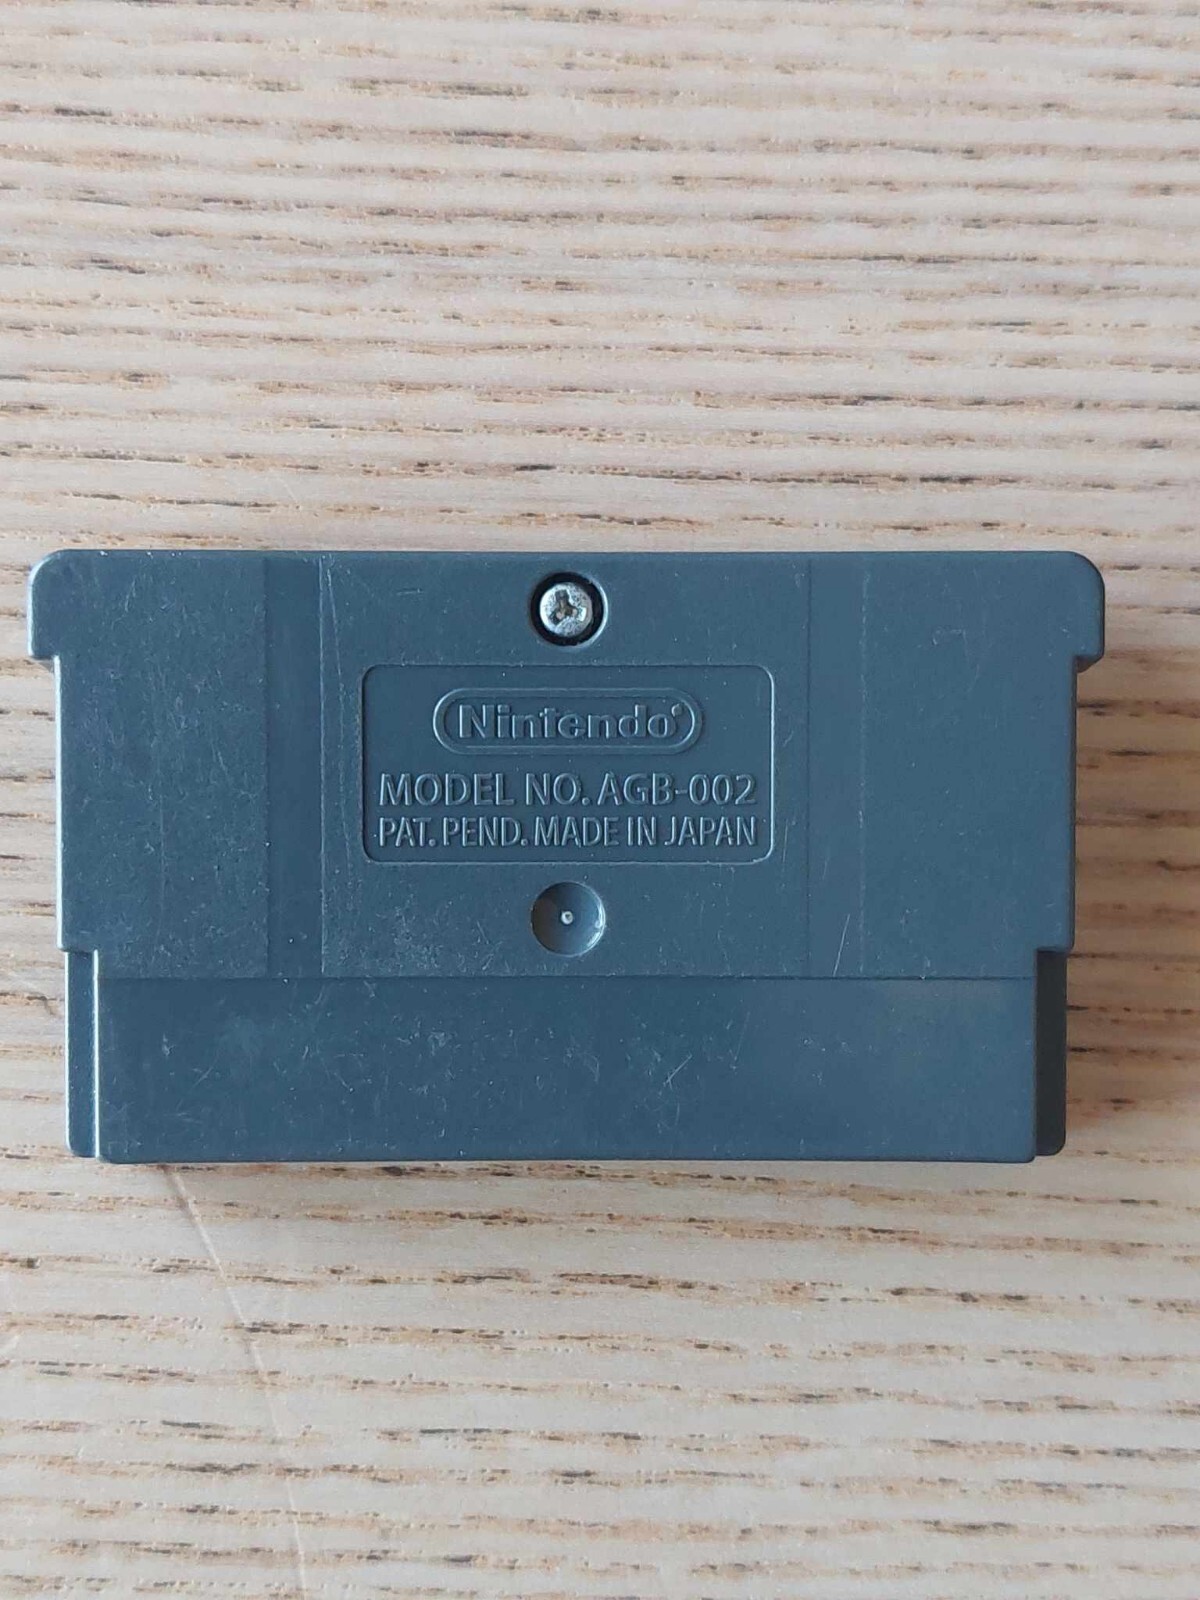 Nintendo
MODEL NO. AGB-002
PAT. PEND. MADE IN JAPAN